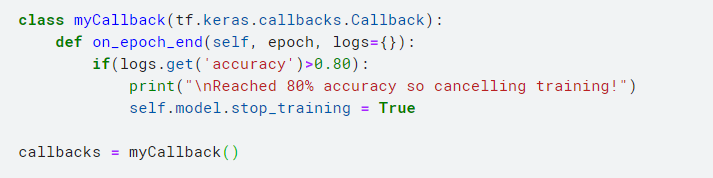 class myCallback(tf.keras.callbacks.Callback):
    def on_epoch_end(self, epoch, logs={}):
        if(logs.get('accuracy')>0.80):
            print("\nReached 80% accuracy so cancelling training!")
            self.model.stop_training = True

callbacks = myCallback()